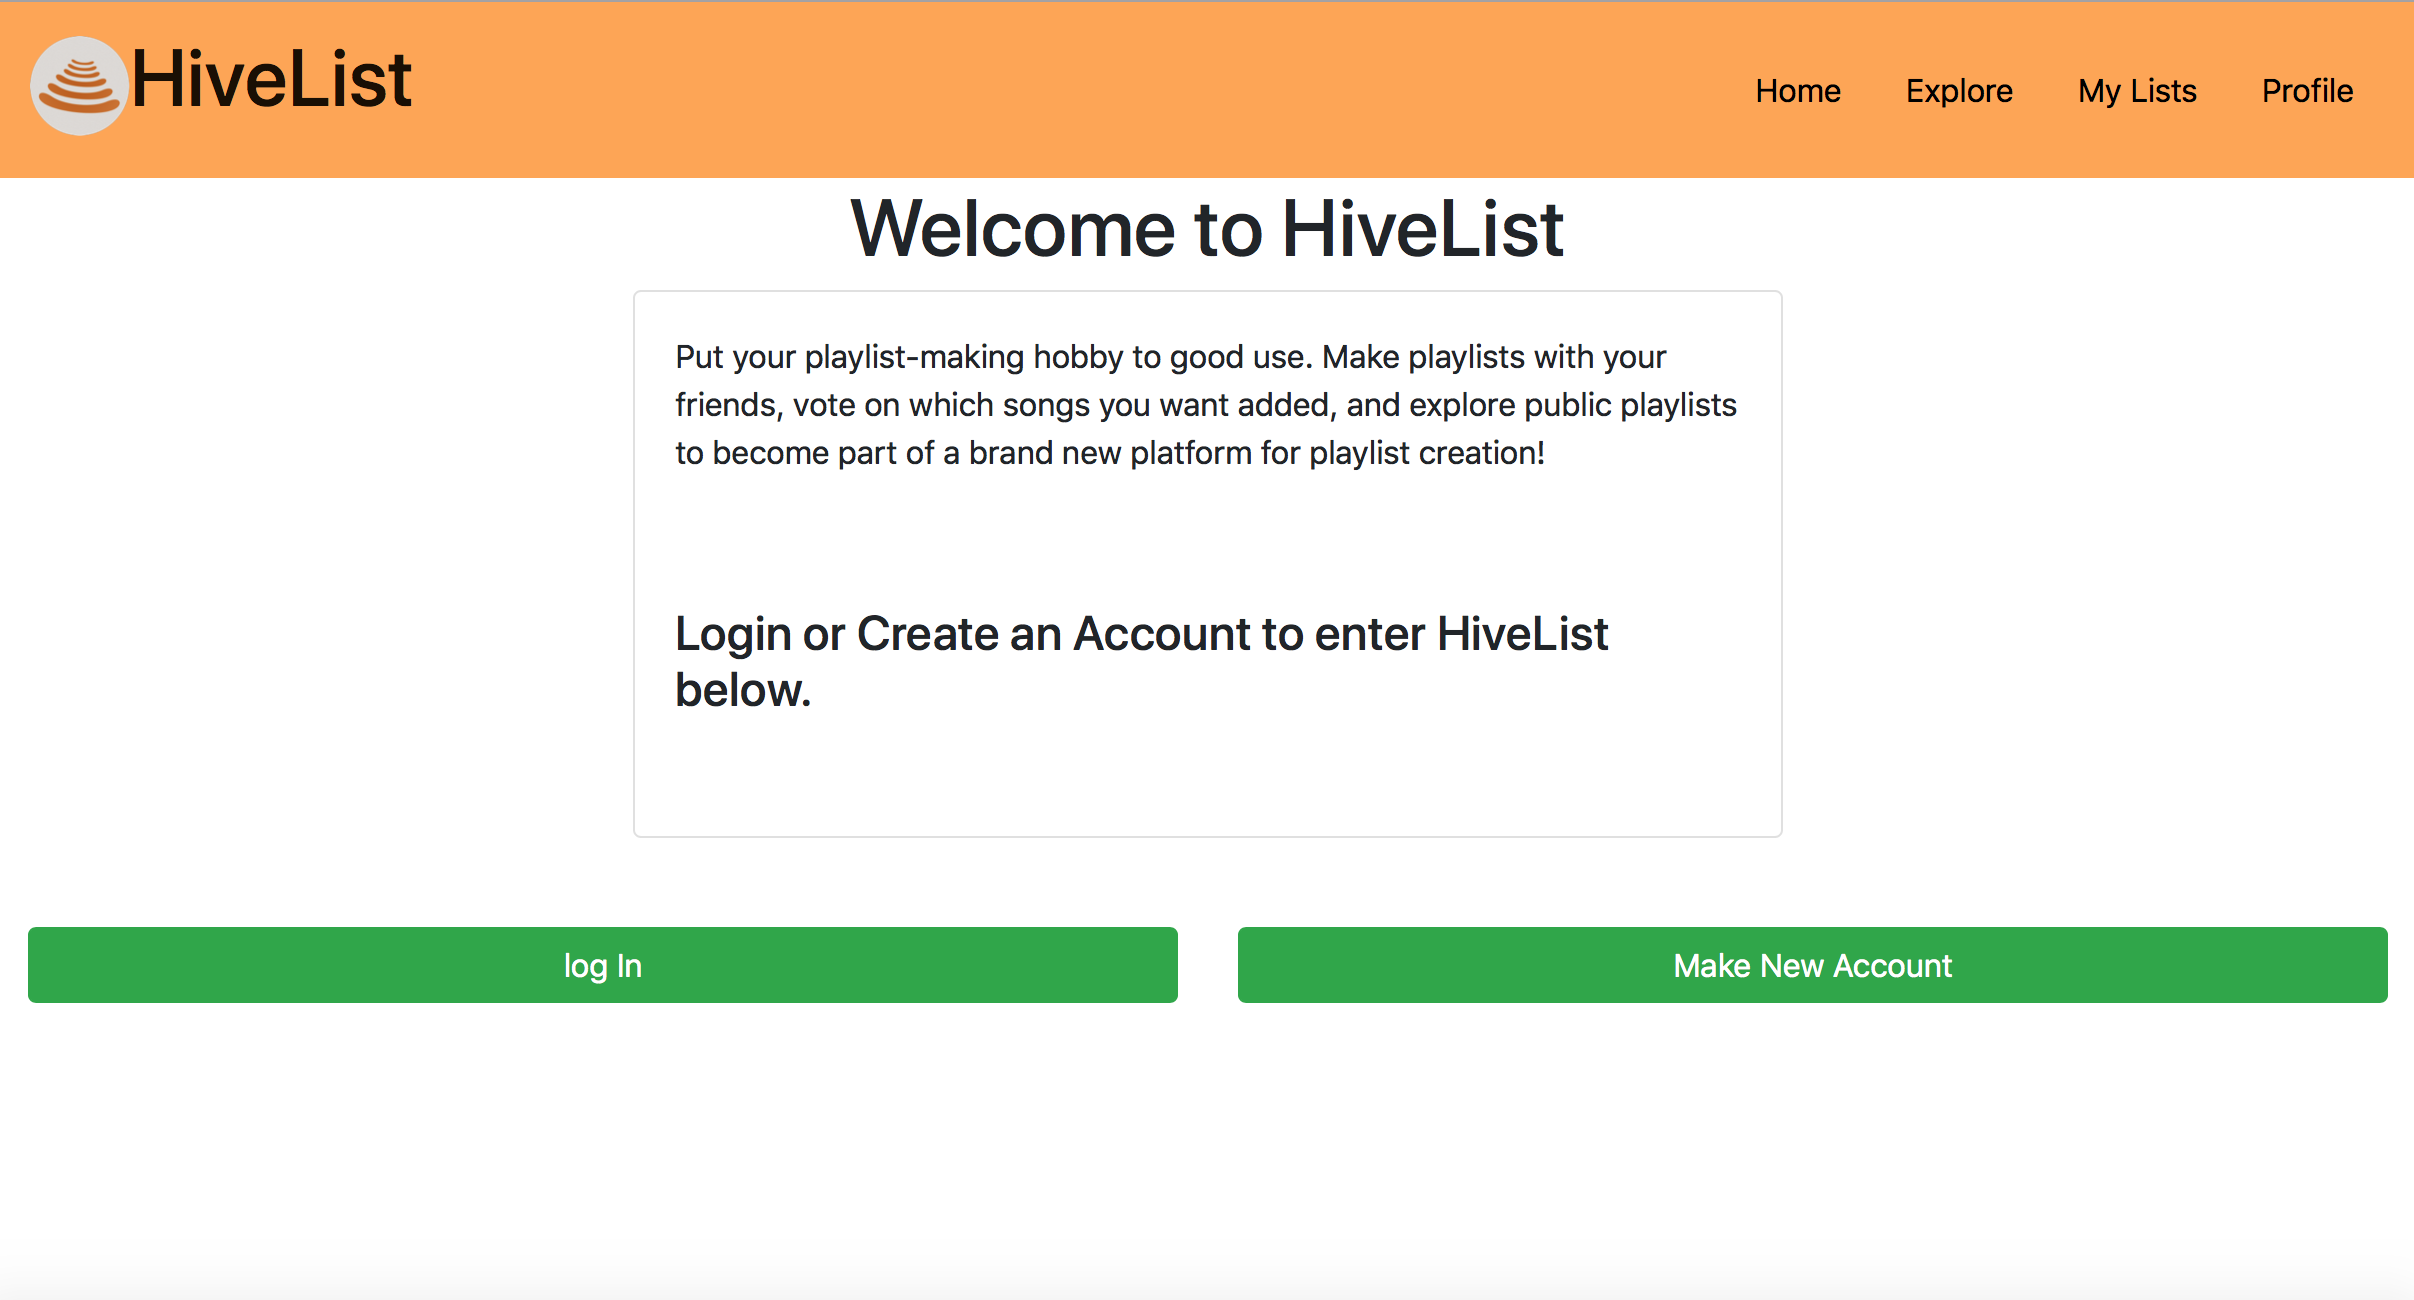 HiveList
Home Explore My Lists Profile
Welcome to HiveList
Put your playlist-making hobby to good use. Make playlists with your
friends, vote on which songs you want added, and explore public playlists
to become part of a brand new platform for playlist creation!
Login or Create an Account to enter HiveList
below.
log In
Make New Account